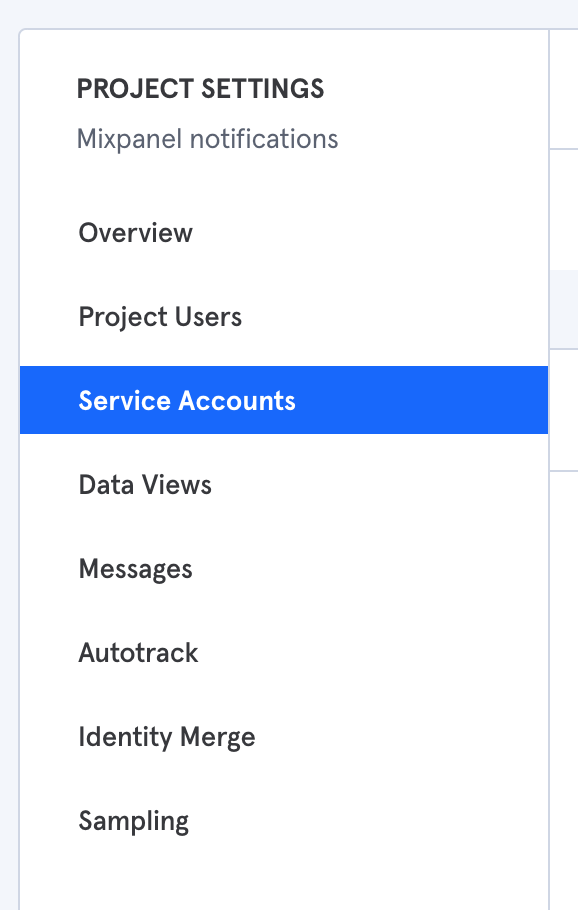 PROJECT SETTINGS
Mixpanel notifications
Overview
Project Users
Service Accounts
Data Views
Messages
Autotrack
Identity Merge
Sampling